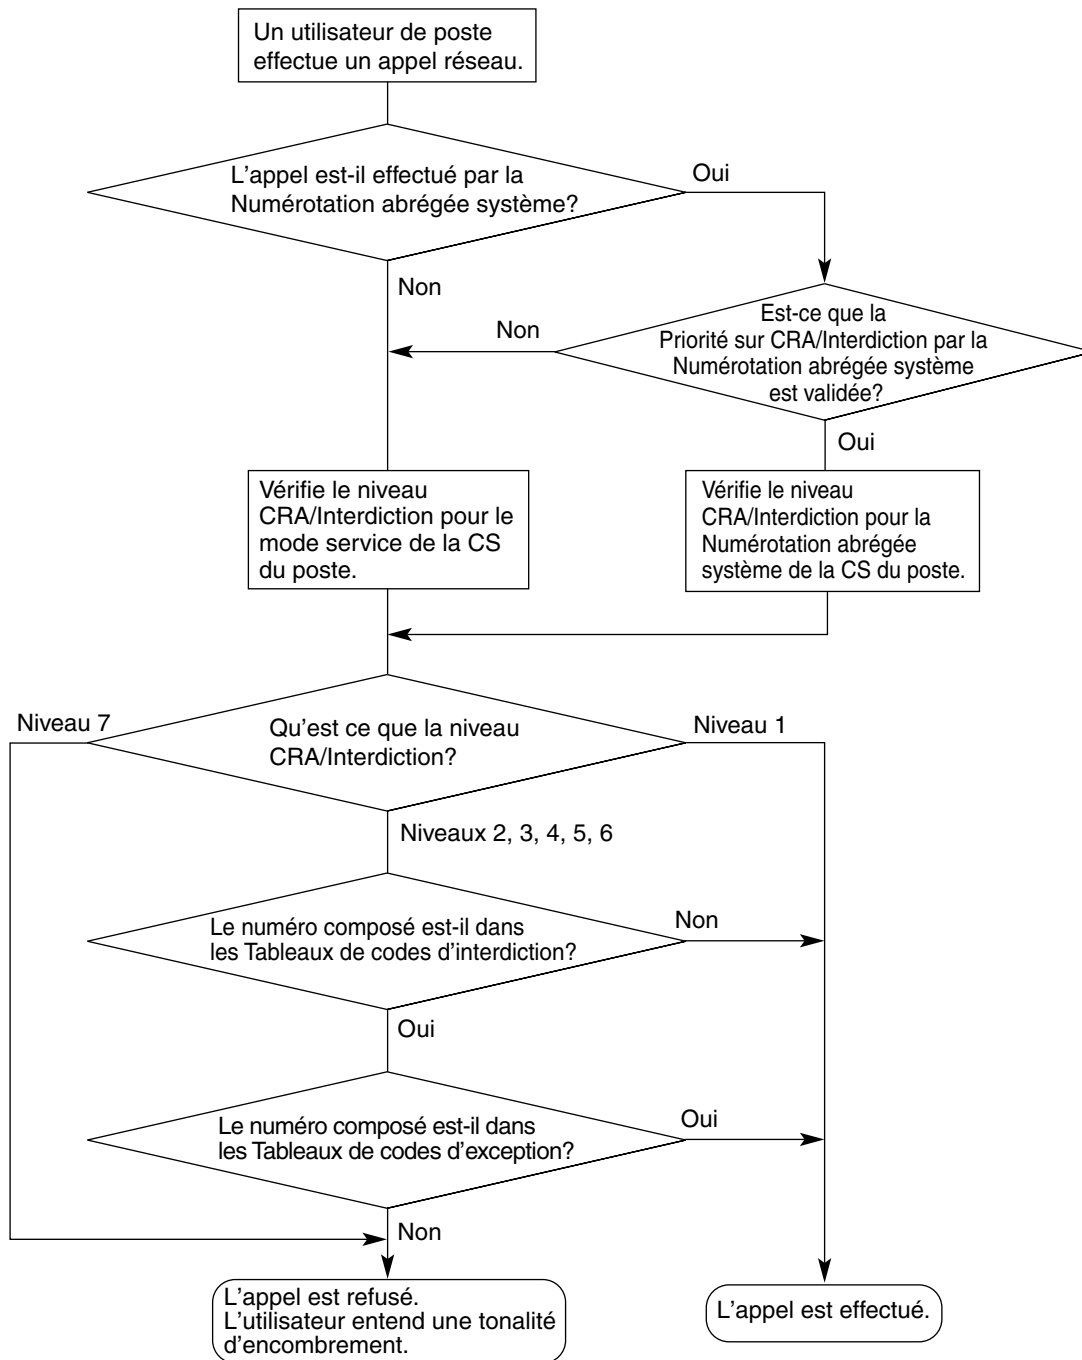 Un utilisateur de poste
effectue un appel réseau.
L'appel est-il effectué par la
Numérotation abrégée système?
Oui
Non
Est-ce que la
Priorité sur CRA/Interdiction par la
Numérotation abrégée système
est validée?
Non
Oui
Vérifie le niveau
CRA/Interdiction pour le
mode service de la CS
du poste.
Vérifie le niveau
CRA/Interdiction pour la
Numérotation abrégée
système de la CS du poste.
Niveau 7
Qu'est ce que la niveau
CRA/Interdiction?
Niveau 1
Niveaux 2, 3, 4, 5, 6
Le numéro composé est-il dans
les Tableaux de codes d'interdiction?
Non
Oui
Le numéro composé est-il dans
les Tableaux de codes d'exception?
Oui
Non
L'appel est refusé.
L'utilisateur entend une tonalité
d'encombrement.
L'appel est effectué.